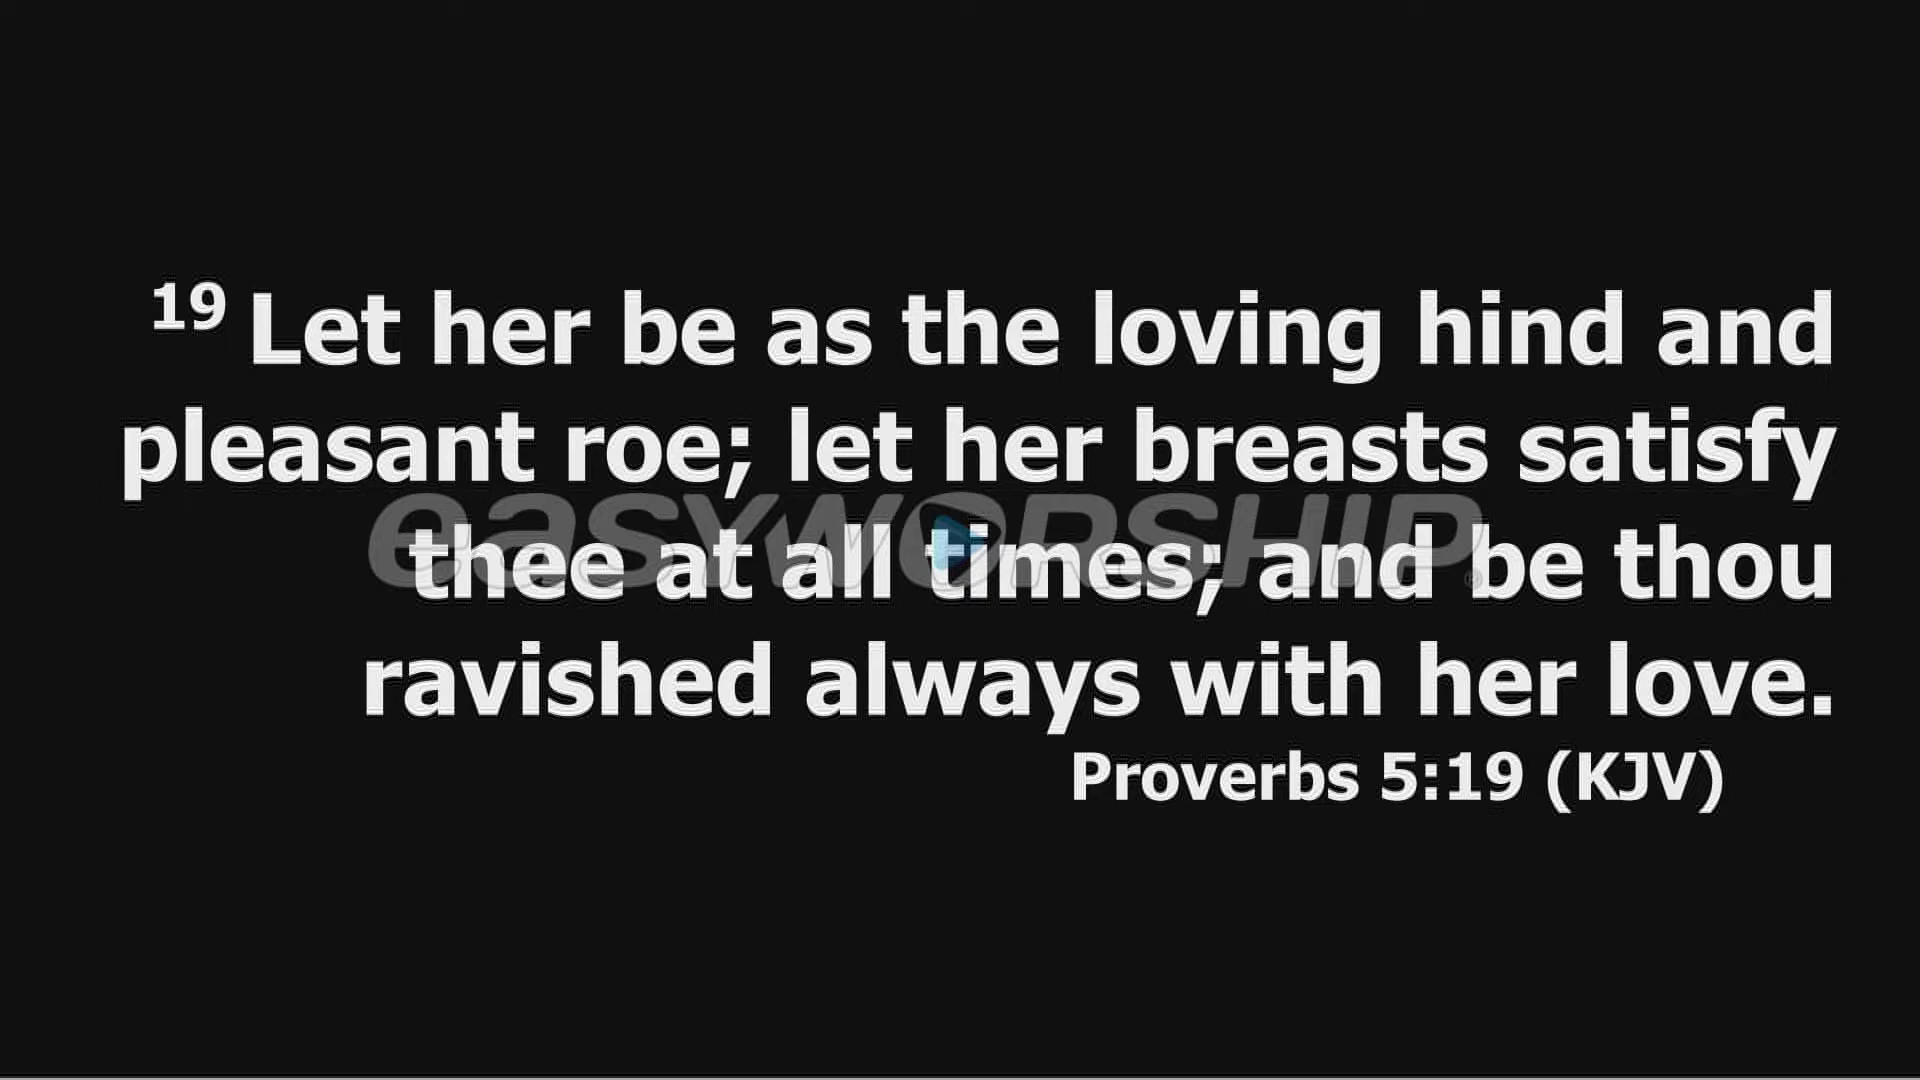 19 Let her be as the loving hind and
pleasant roe; let her breasts satisfy
easyworship®
thee at all times; and be thou
ravished always with her love.
Proverbs 5:19 (KJV)